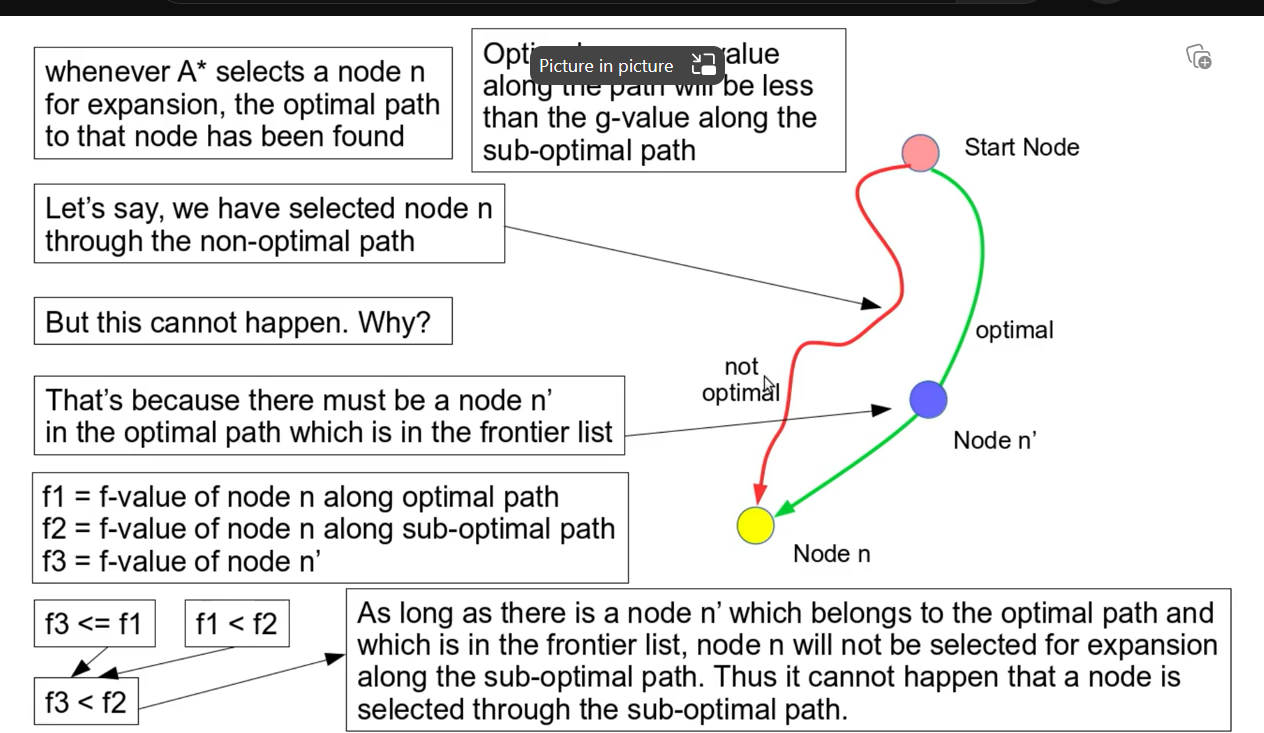 whenever A* selects a node n
for expansion, the optimal path
to that node has been found
Picture in picture
along the path will be less
than the g-value along the
sub-optimal path
Start Node
Let's say, we have selected node n
through the non-optimal path
But this cannot happen. Why?
optimal
not
optimal
That's because there must be a node n'
in the optimal path which is in the frontier list
Node n'
f1 = f-value of node n along optimal path
f2 = f-value of node n along sub-optimal path
f3 = f-value of node n'
Node n
f3 <= f1
f1 < f2
f3 < f2
As long as there is a node n' which belongs to the optimal path and
which is in the frontier list, node n will not be selected for expansion
along the sub-optimal path. Thus it cannot happen that a node is
selected through the sub-optimal path.